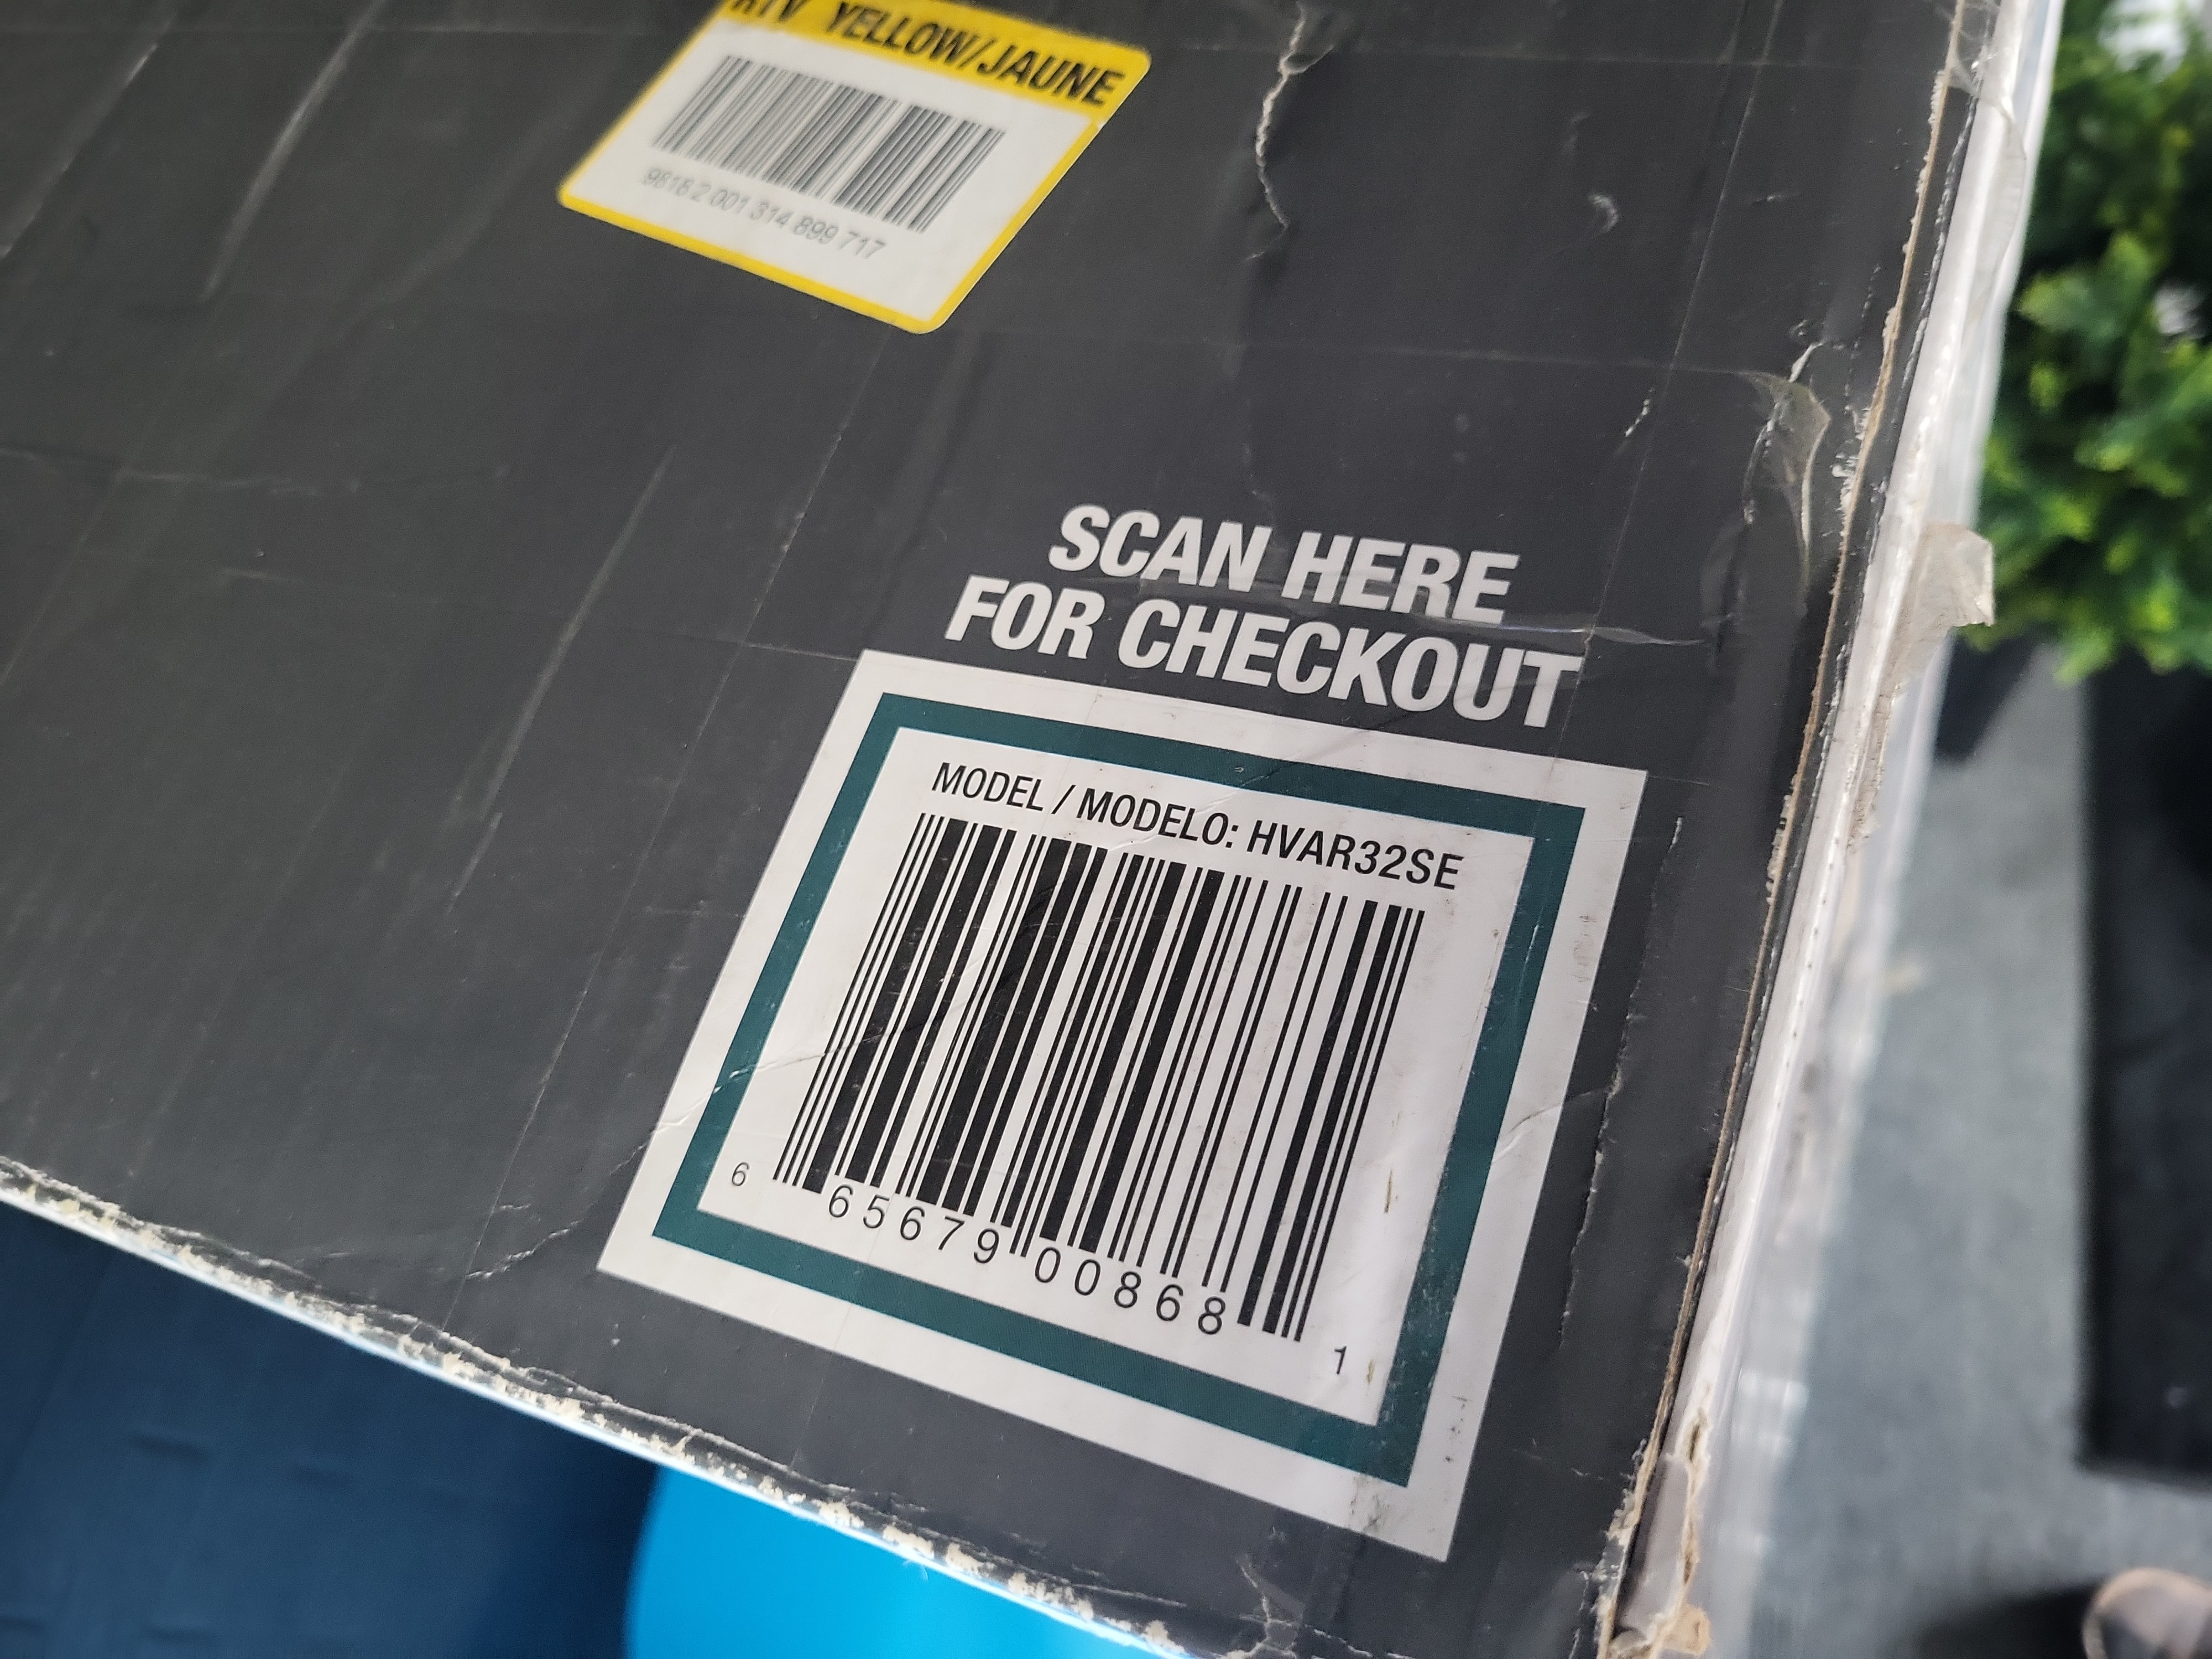 RTV YELLOW/JAUNE
9818 2 001 314 899 717
SCAN HERE
FOR CHECKOUT
MODEL / MODELO: HVAR32SE
6 65679 00868 1